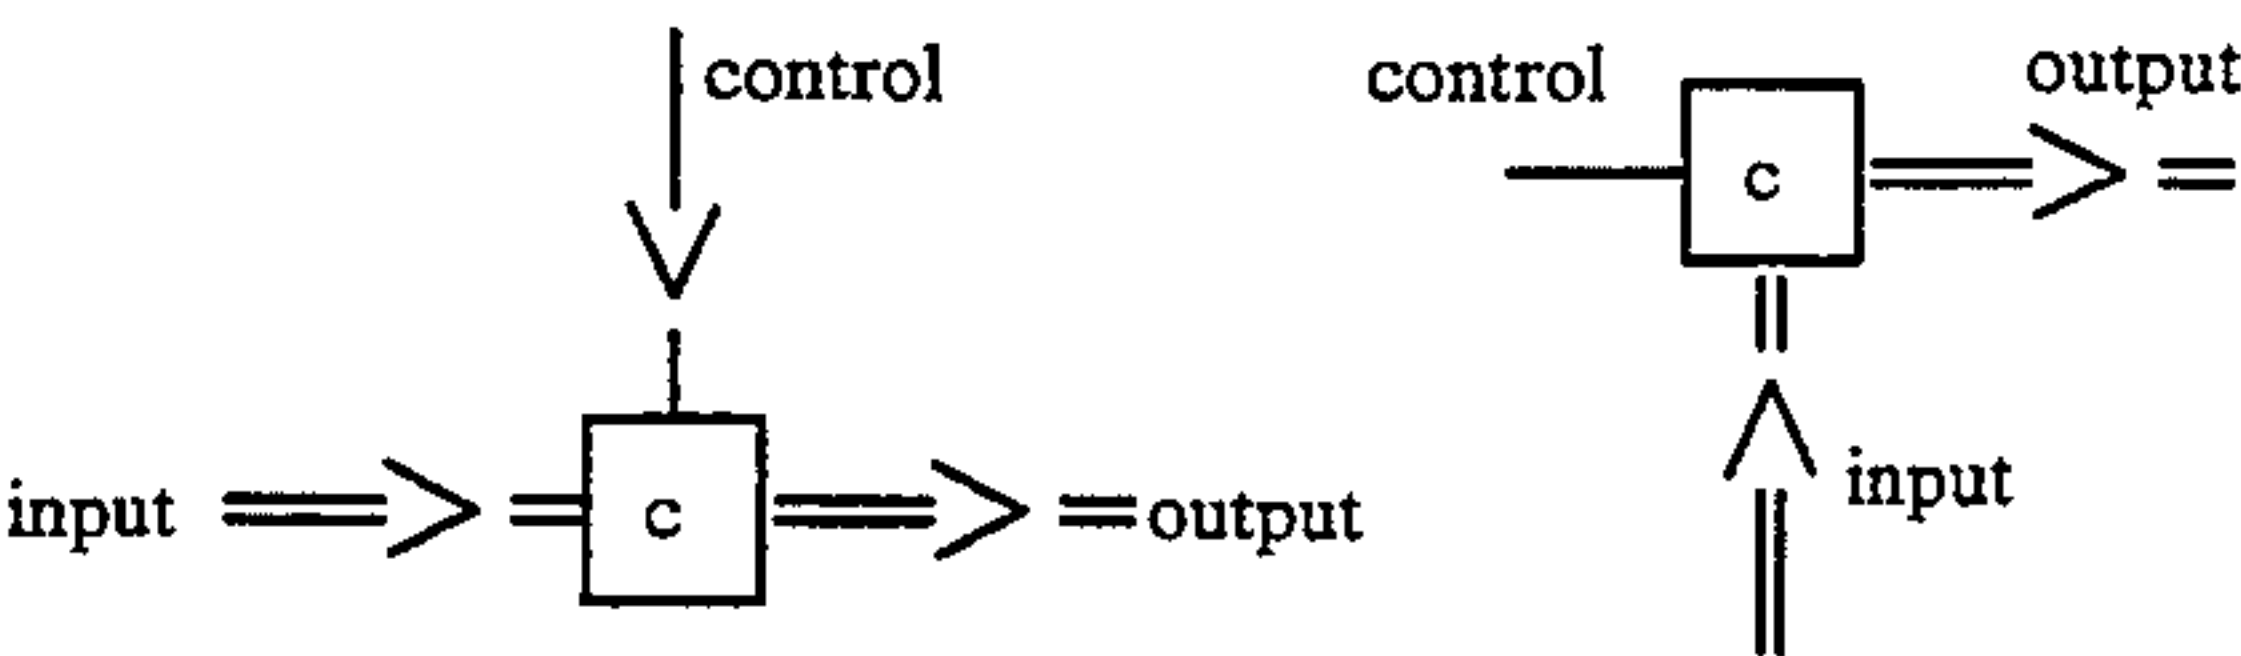 control
input
c
output
control
c
output
input